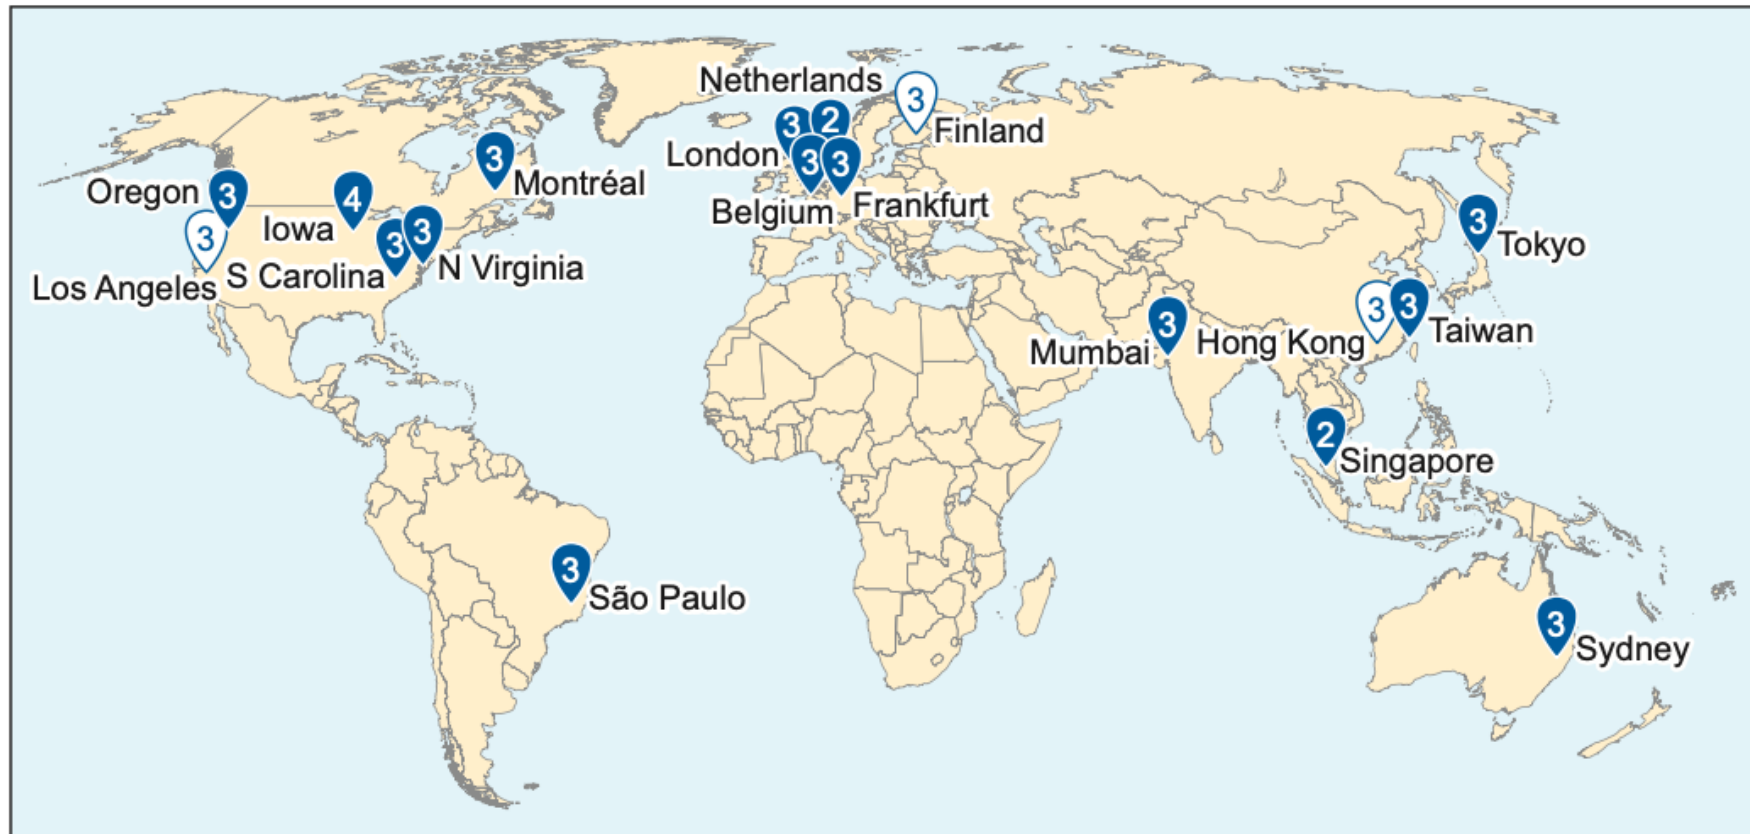 Netherlands
3
2
3
Finland
London
3
3
Belgium
Frankfurt
3
Montréal
Oregon
3
4
Iowa
3
Los Angeles
3
S Carolina
3
N Virginia
3
Tokyo
3
Mumbai
3
Hong Kong
3
Taiwan
2
Singapore
3
São Paulo
3
Sydney